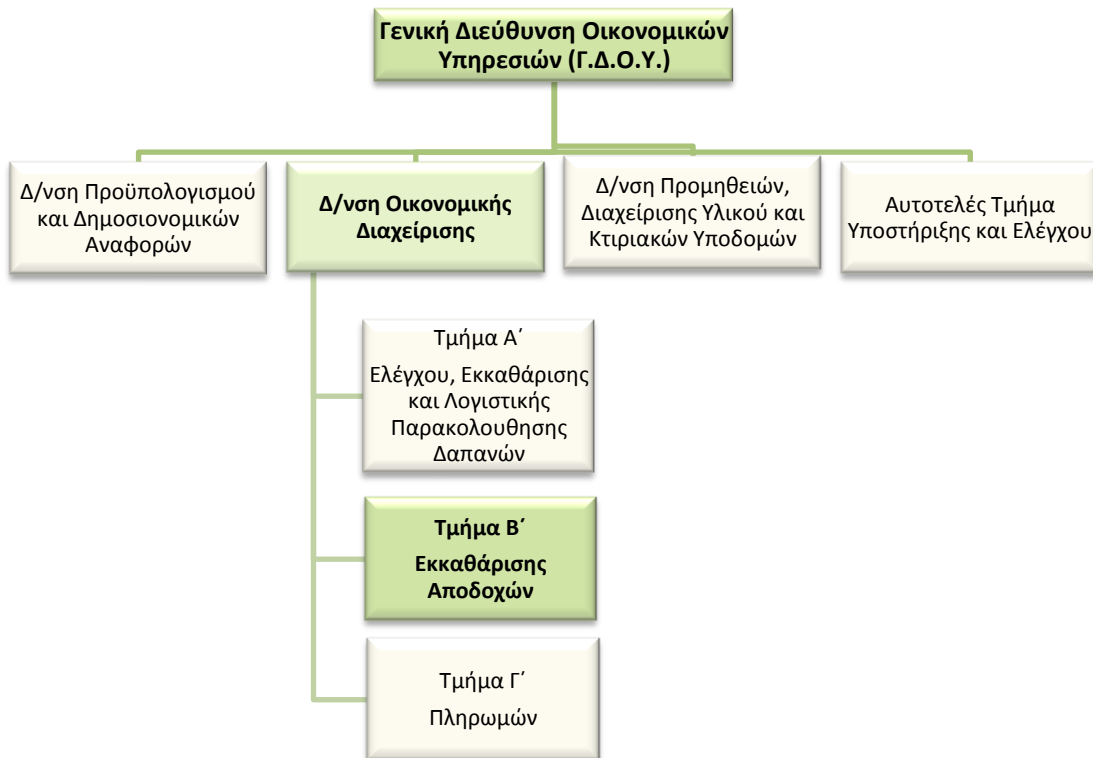 Γενική Διεύθυνση Οικονομικών
Υπηρεσιών (Γ.Δ.Ο.Υ.)
Δ/νση Προϋπολογισμού
και Δημοσιονομικών
Αναφορών
Δ/νση Οικονομικής
Διαχείρισης
Δ/νση Προμηθειών,
Διαχείρισης Υλικού και
Κτιριακών Υποδομών
Αυτοτελές Τμήμα
Υποστήριξης και Ελέγχου
Τμήμα Α΄
Ελέγχου, Εκκαθάρισης
και Λογιστικής
Παρακολουθησης
Δαπανών
Τμήμα Β΄
Εκκαθάρισης
Αποδοχών
Τμήμα Γ΄
Πληρωμών